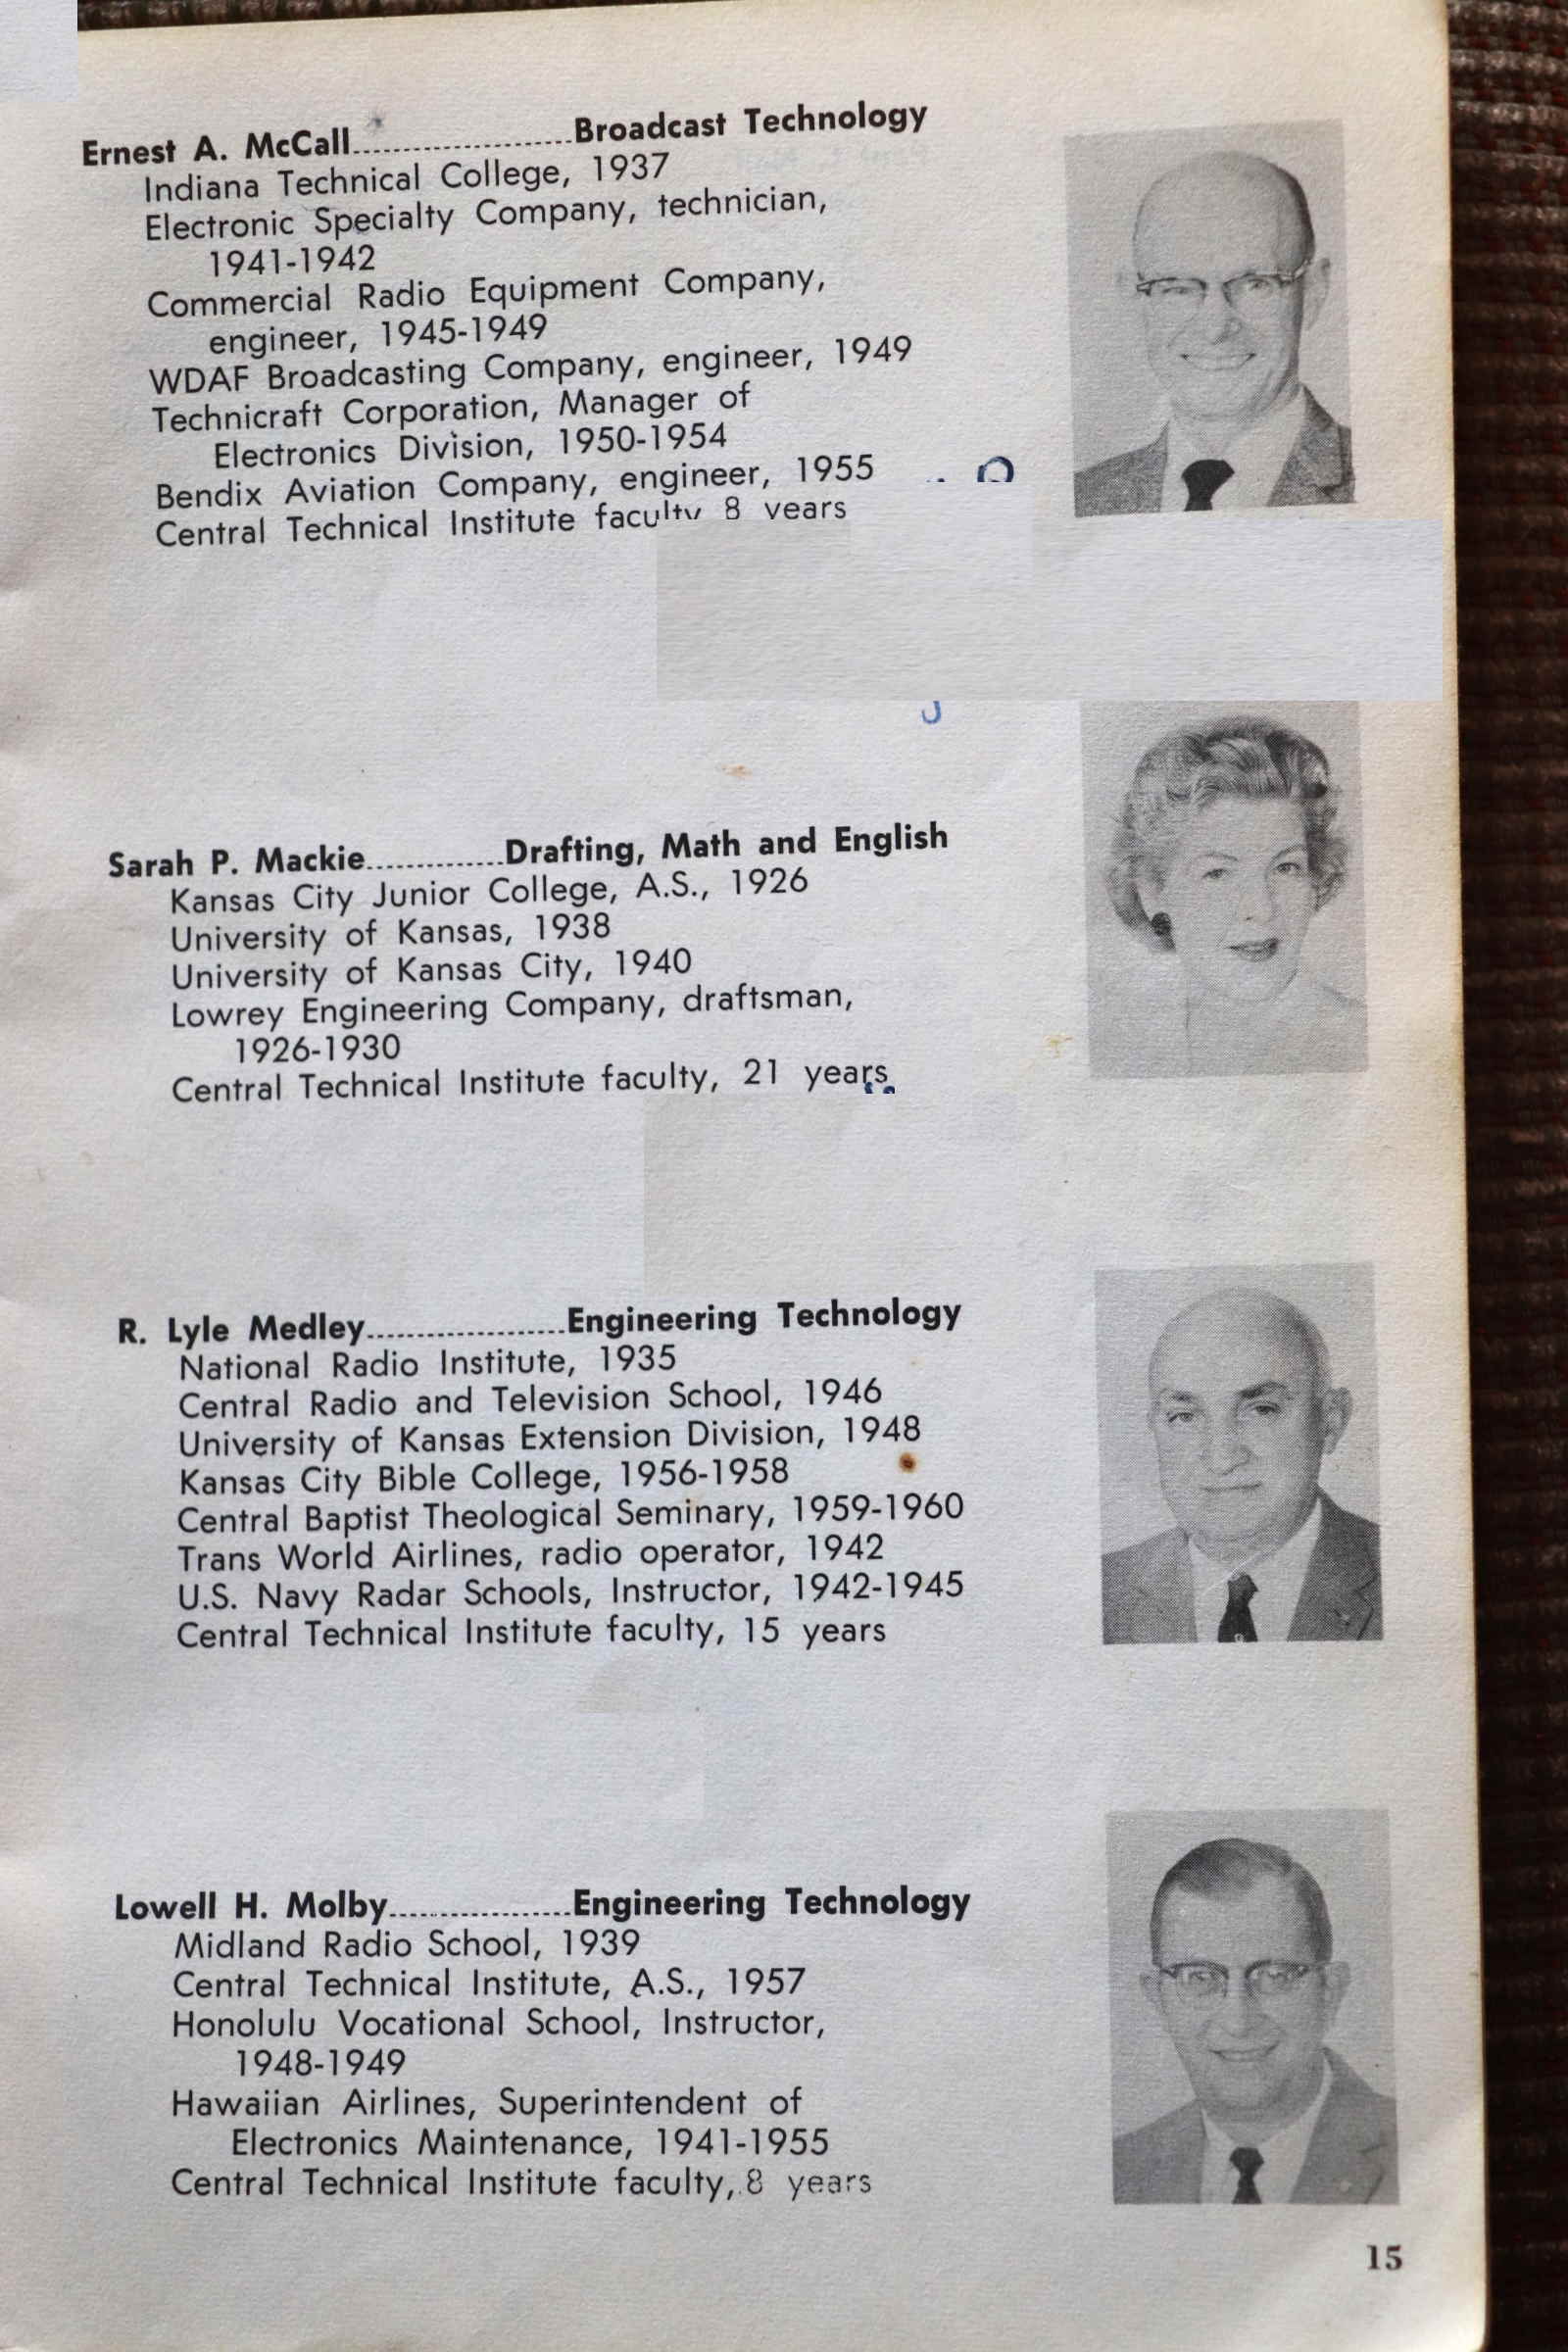 Ernest A. McCall......................Broadcast Technology
Indiana Technical College, 1937
Electronic Specialty Company, technician,
1941-1942
Commercial Radio Equipment Company,
engineer, 1945-1949
WDAF Broadcasting Company, engineer, 1949
Technicraft Corporation, Manager of
Electronics Division, 1950-1954
Bendix Aviation Company, engineer, 1955
Central Technical Institute faculty 8 years
Sarah P. Mackie..............Drafting, Math and English
Kansas City Junior College, A.S., 1926
University of Kansas, 1938
University of Kansas City, 1940
Lowrey Engineering Company, draftsman,
1926-1930
Central Technical Institute faculty, 21 years
R. Lyle Medley....................Engineering Technology
National Radio Institute, 1935
Central Radio and Television School, 1946
University of Kansas Extension Division, 1948
Kansas City Bible College, 1956-1958
Central Baptist Theological Seminary, 1959-1960
Trans World Airlines, radio operator, 1942
U.S. Navy Radar Schools, Instructor, 1942-1945
Central Technical Institute faculty, 15 years
Lowell H. Molby..................Engineering Technology
Midland Radio School, 1939
Central Technical Institute, A.S., 1957
Honolulu Vocational School, Instructor,
1948-1949
Hawaiian Airlines, Superintendent of
Electronics Maintenance, 1941-1955
Central Technical Institute faculty, 8 years
15